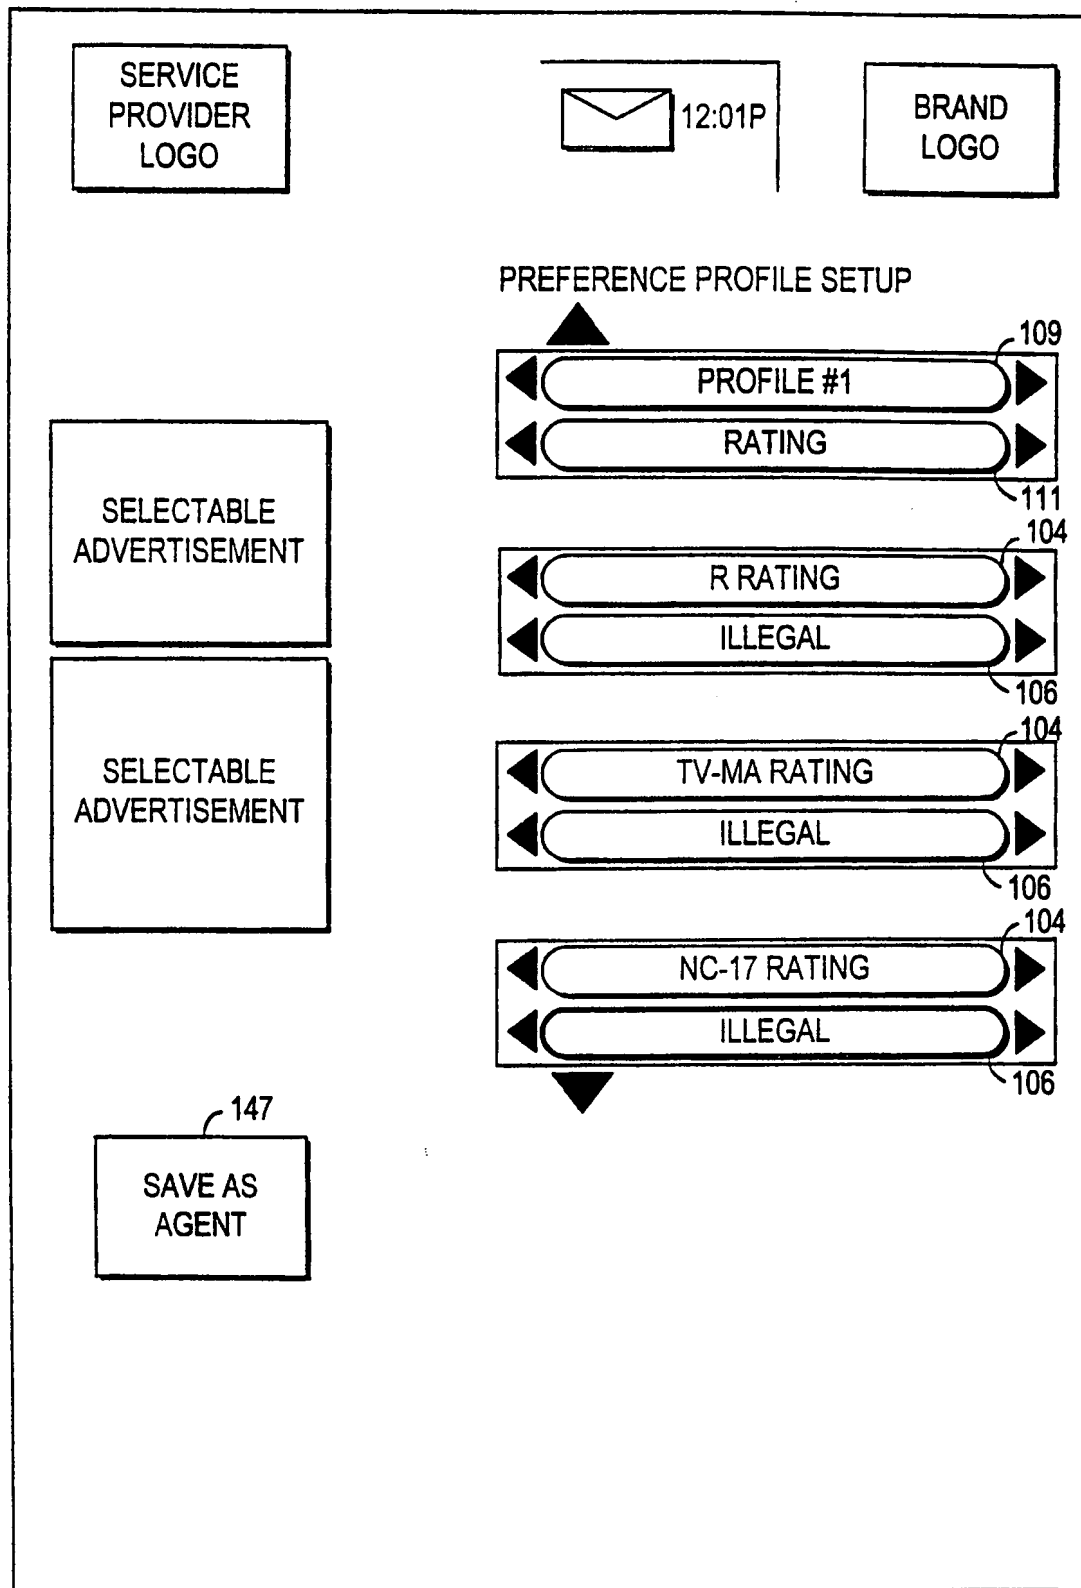 SERVICE
PROVIDER
LOGO
12:01P
BRAND
LOGO
PREFERENCE PROFILE SETUP
109
PROFILE #1
RATING
111
SELECTABLE
ADVERTISEMENT
104
R RATING
ILLEGAL
106
SELECTABLE
ADVERTISEMENT
104
TV-MA RATING
ILLEGAL
106
104
NC-17 RATING
ILLEGAL
106
147
SAVE AS
AGENT